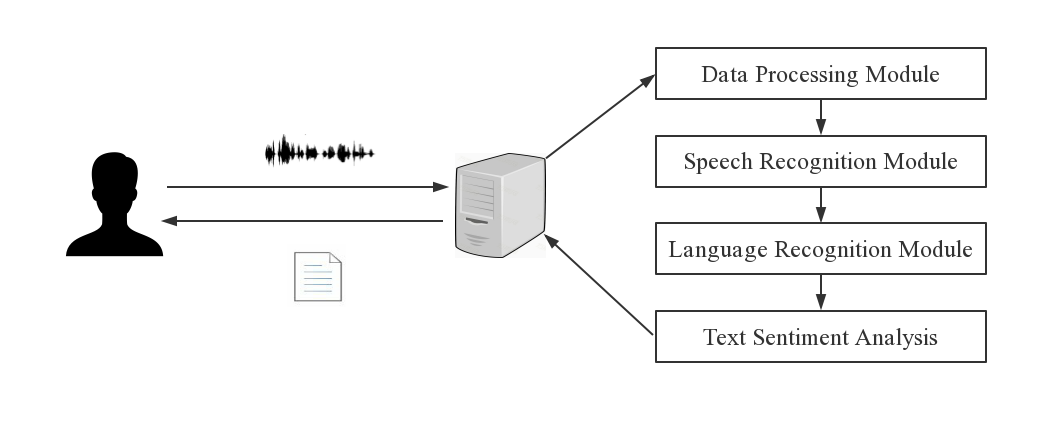 Data Processing Module
Speech Recognition Module
Language Recognition Module
Text Sentiment Analysis